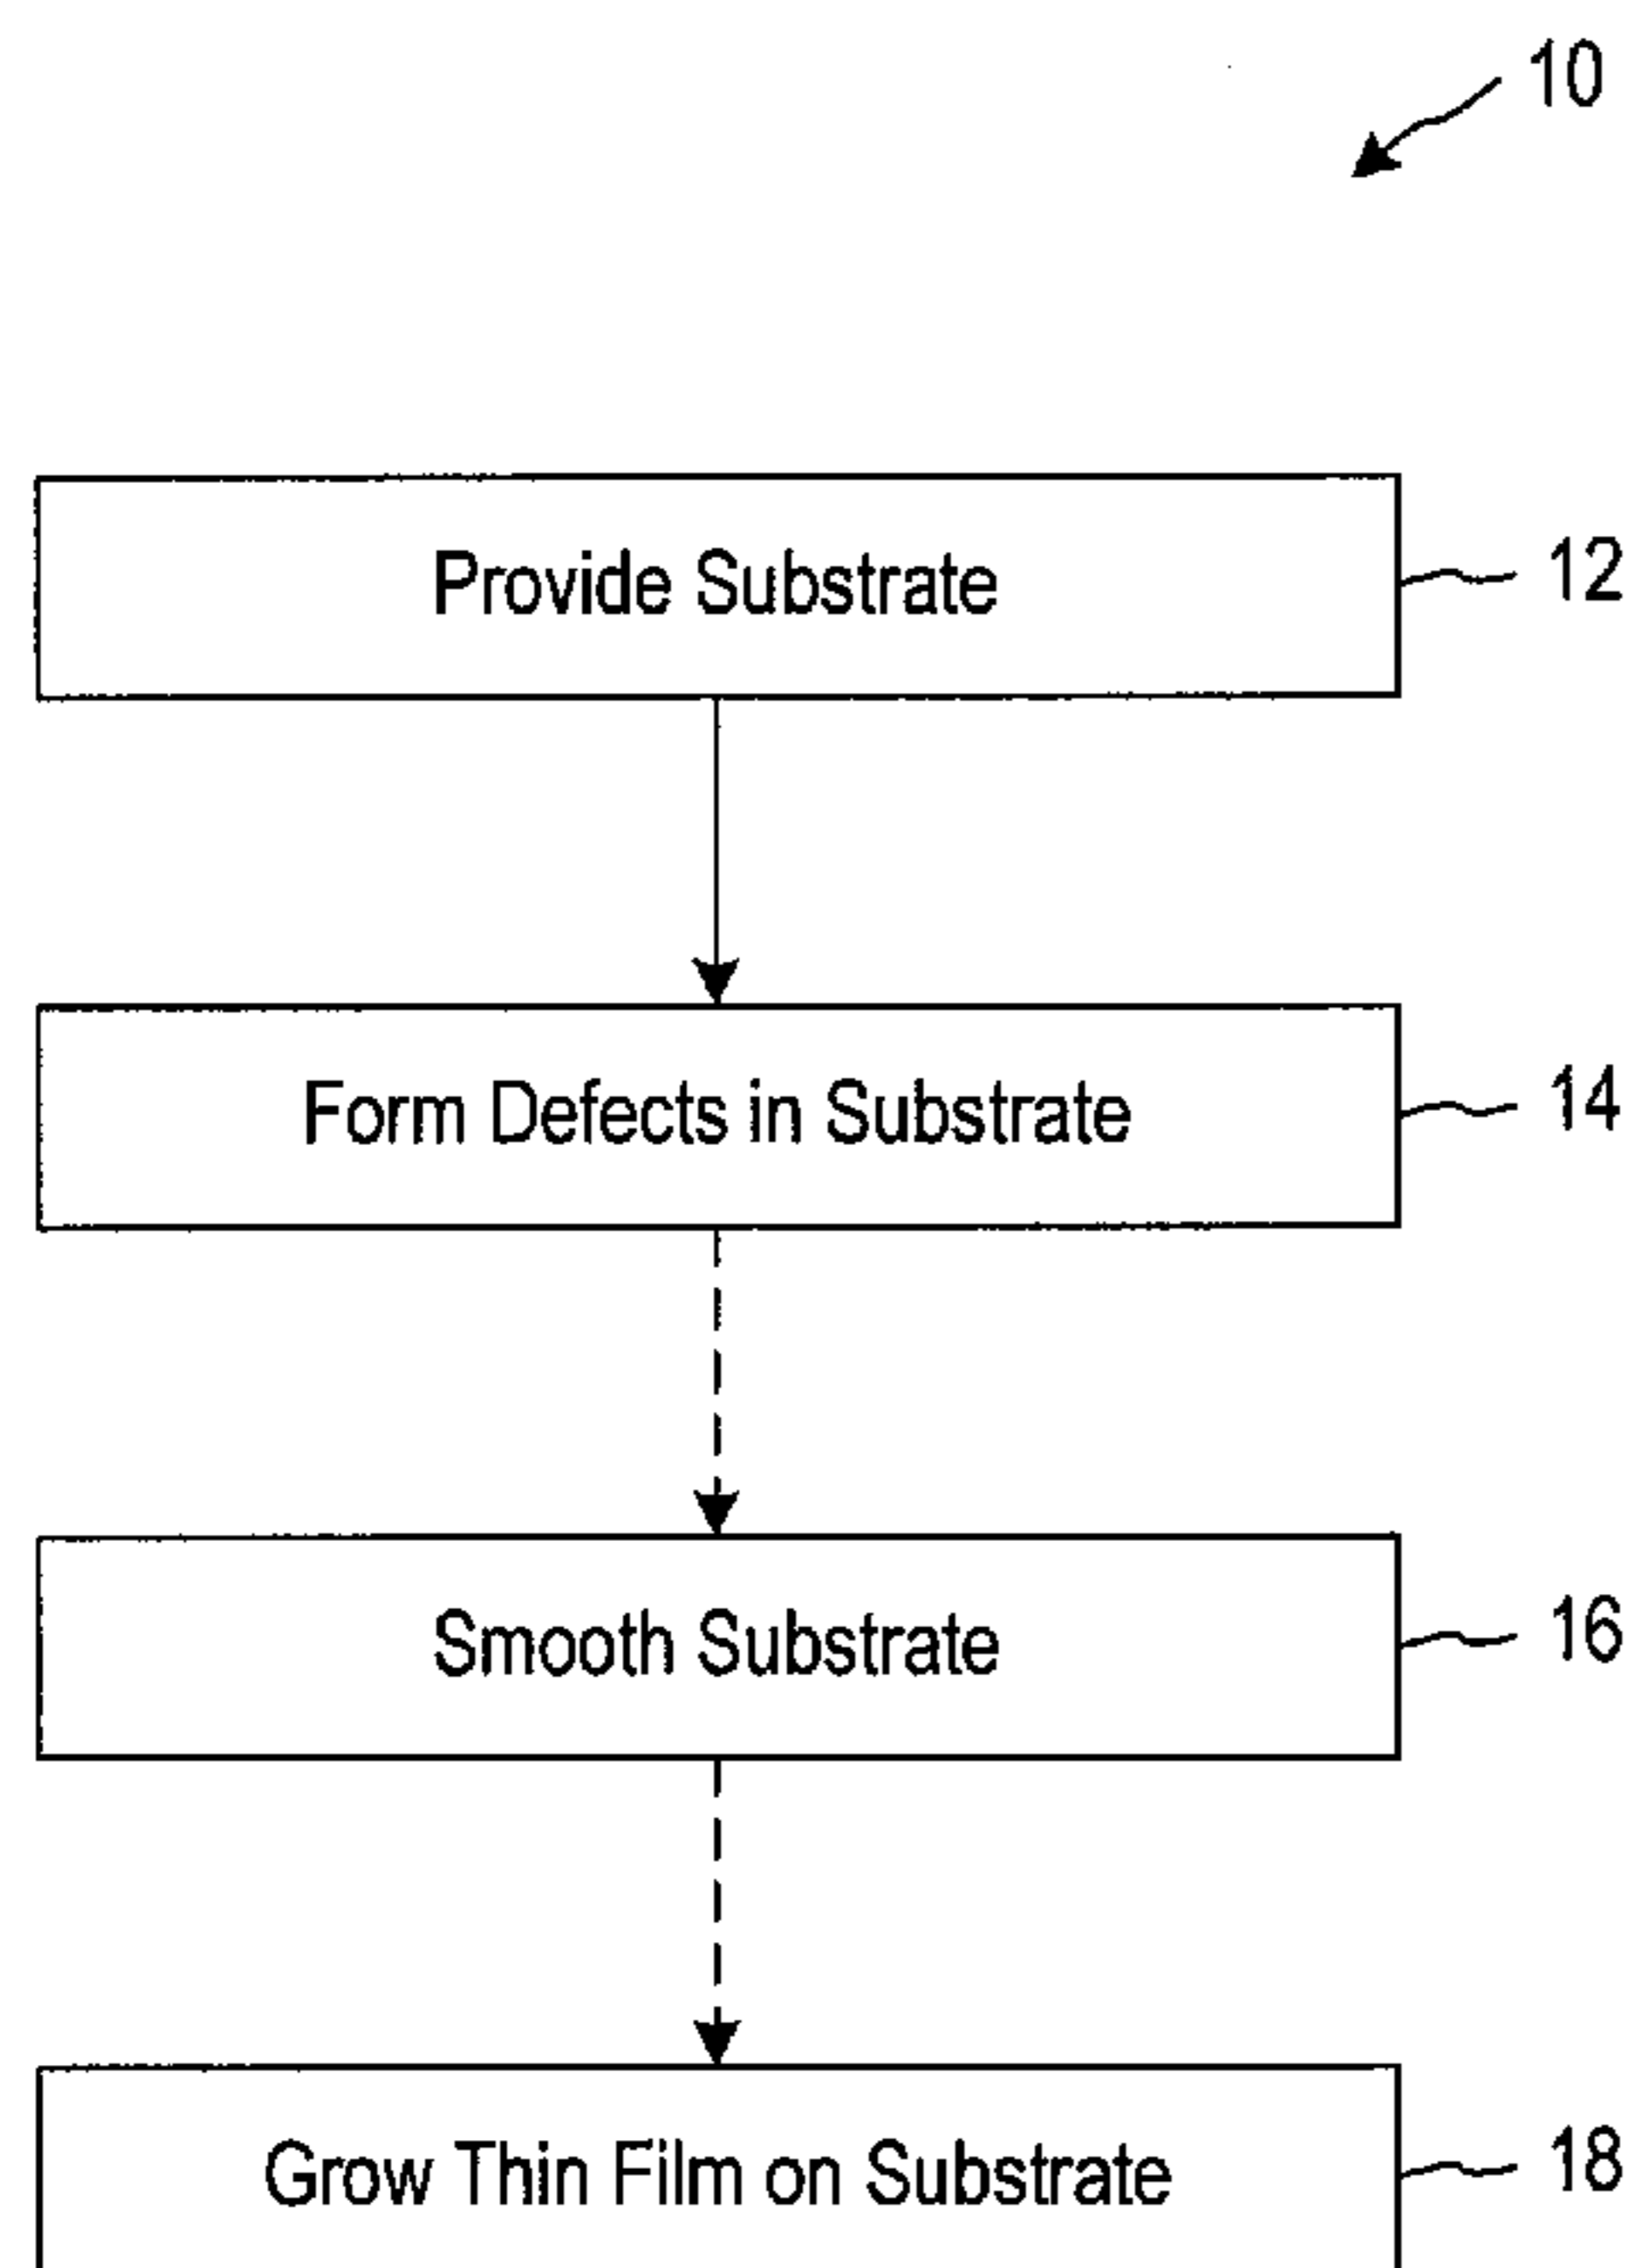 10
Provide Substrate 12
Form Defects in Substrate 14
Smooth Substrate 16
Grow Thin Film on Substrate 18